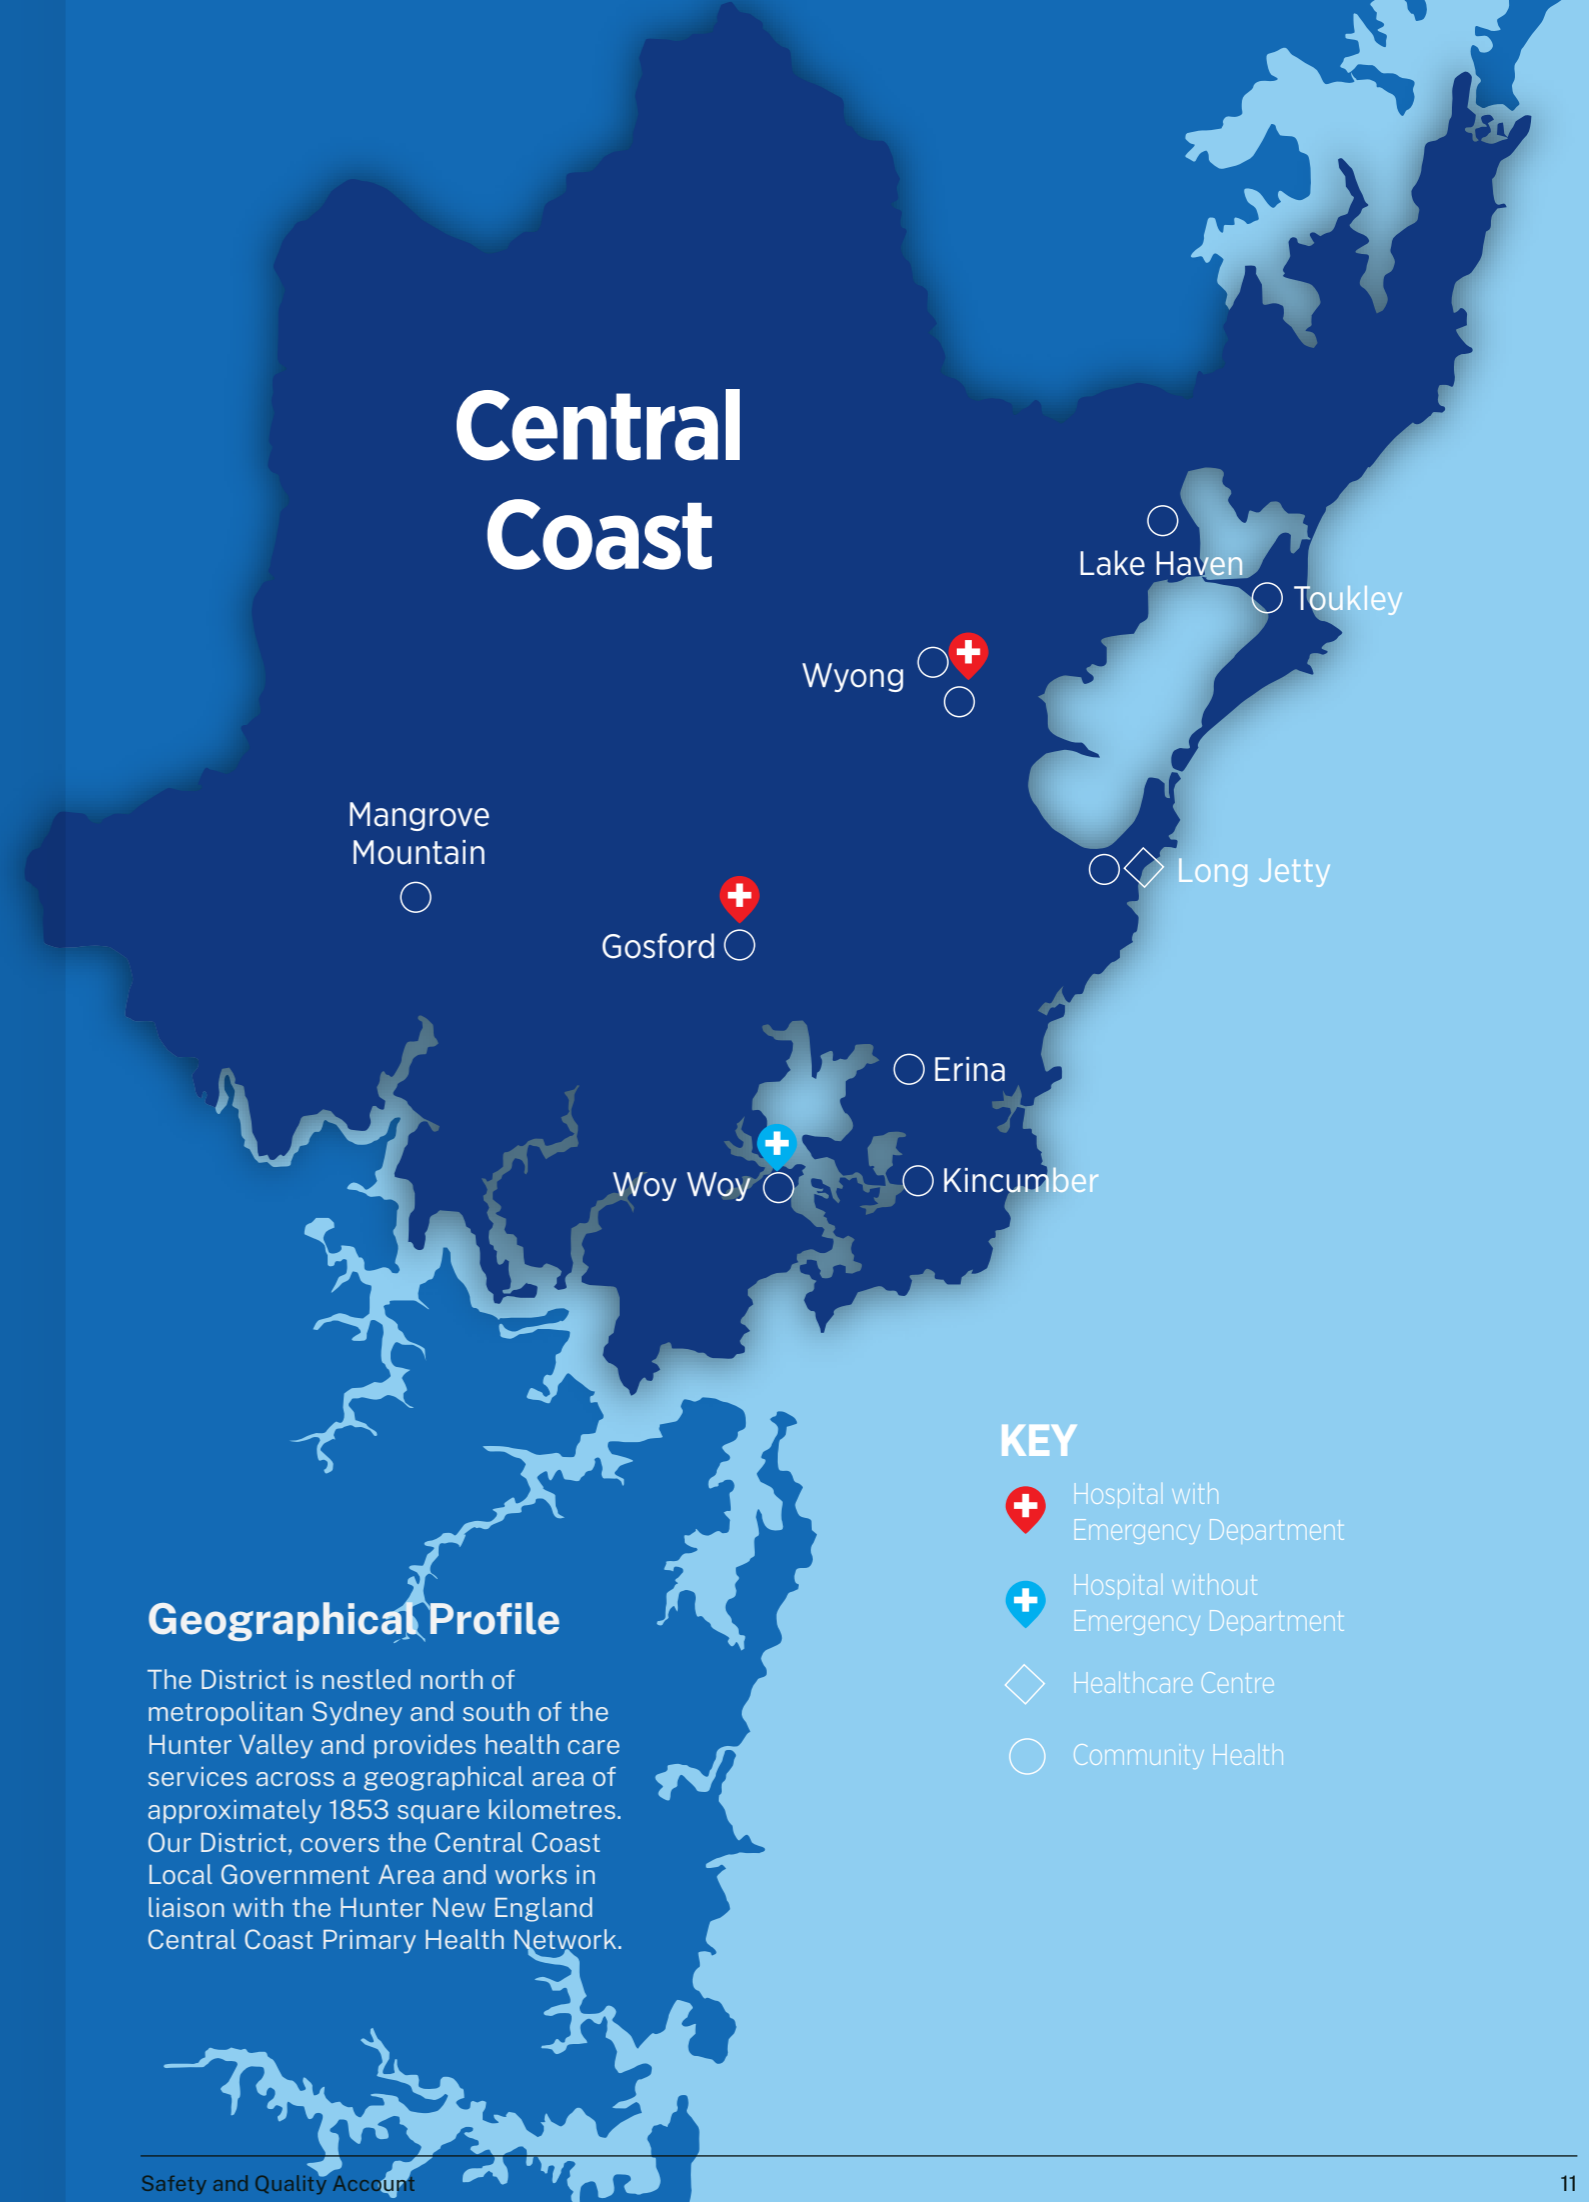 Central
Coast
Lake Haven
Toukley
Wyong
Mangrove
Mountain
Long Jetty
Gosford
Erina
Woy Woy
Kincumber
KEY
Hospital with
Emergency Department
Hospital without
Emergency Department
Healthcare Centre
Community Health
Geographical Profile
The District is nestled north of
metropolitan Sydney and south of the
Hunter Valley and provides health care
services across a geographical area of
approximately 1853 square kilometres.
Our District, covers the Central Coast
Local Government Area and works in
liaison with the Hunter New England
Central Coast Primary Health Network.
Safety and Quality Account
11